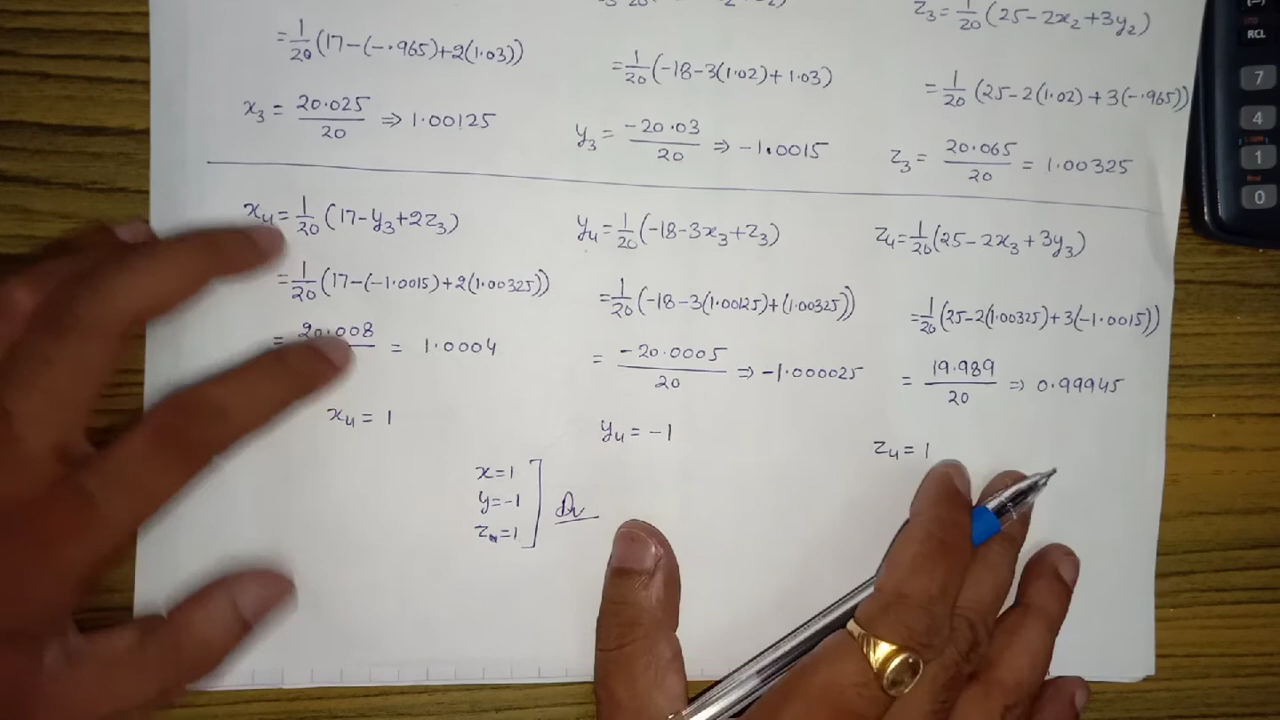 z₃=1/20(25-2x₂+3y₂)
=1/20(17-(-.965)+2(1.03))
=1/20(-18-3(1.02)+1.03)
=1/20(25-2(1.02)+3(-.965))
x₃=20.025/20⇒1.00125
y₃=-20.03/20⇒-1.0015
z₃=20.065/20=1.00325
x₄=1/20(17-y₃+2z₃)
y₄=1/20(-18-3x₃+z₃)
z₄=1/20(25-2x₃+3y₃)
=1/20(17-(-1.0015)+2(1.00325))
=1/20(-18-3(1.00125)+(1.00325))
=1/20(25-2(1.00325)+3(-1.0015))
=20.008=1.0004
=-20.0005/20⇒-1.000025
=19.989/20⇒0.99945
x₄=1
y₄=-1
z₄=1
x=1
y=-1
z=1
RCL
7
4
1
0